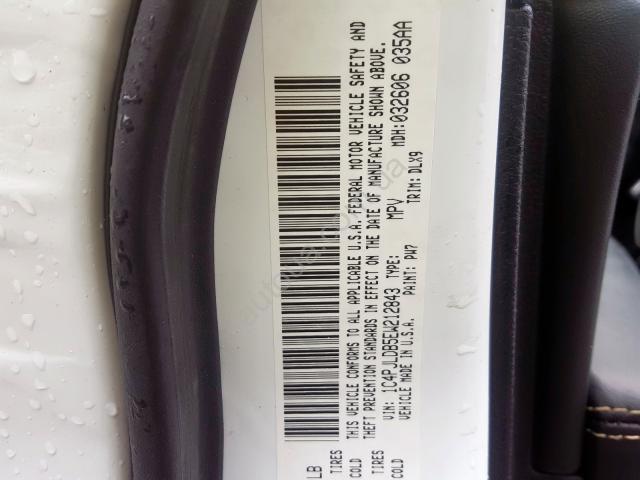 LB
TIRES
COLD
TIRES
COLD
THIS VEHICLE CONFORMS TO ALL APPLICABLE U.S.A. FEDERAL MOTOR VEHICLE SAFETY AND
THEFT PREVENTION STANDARDS IN EFFECT ON THE DATE OF MANUFACTURE SHOWN ABOVE.
MDH: 032606 035AA
VIN: 1C4PJLDB5EW212843 TYPE: MPV
VEHICLE MADE IN U.S.A. PAINT: PW7 TRIM: DLX9